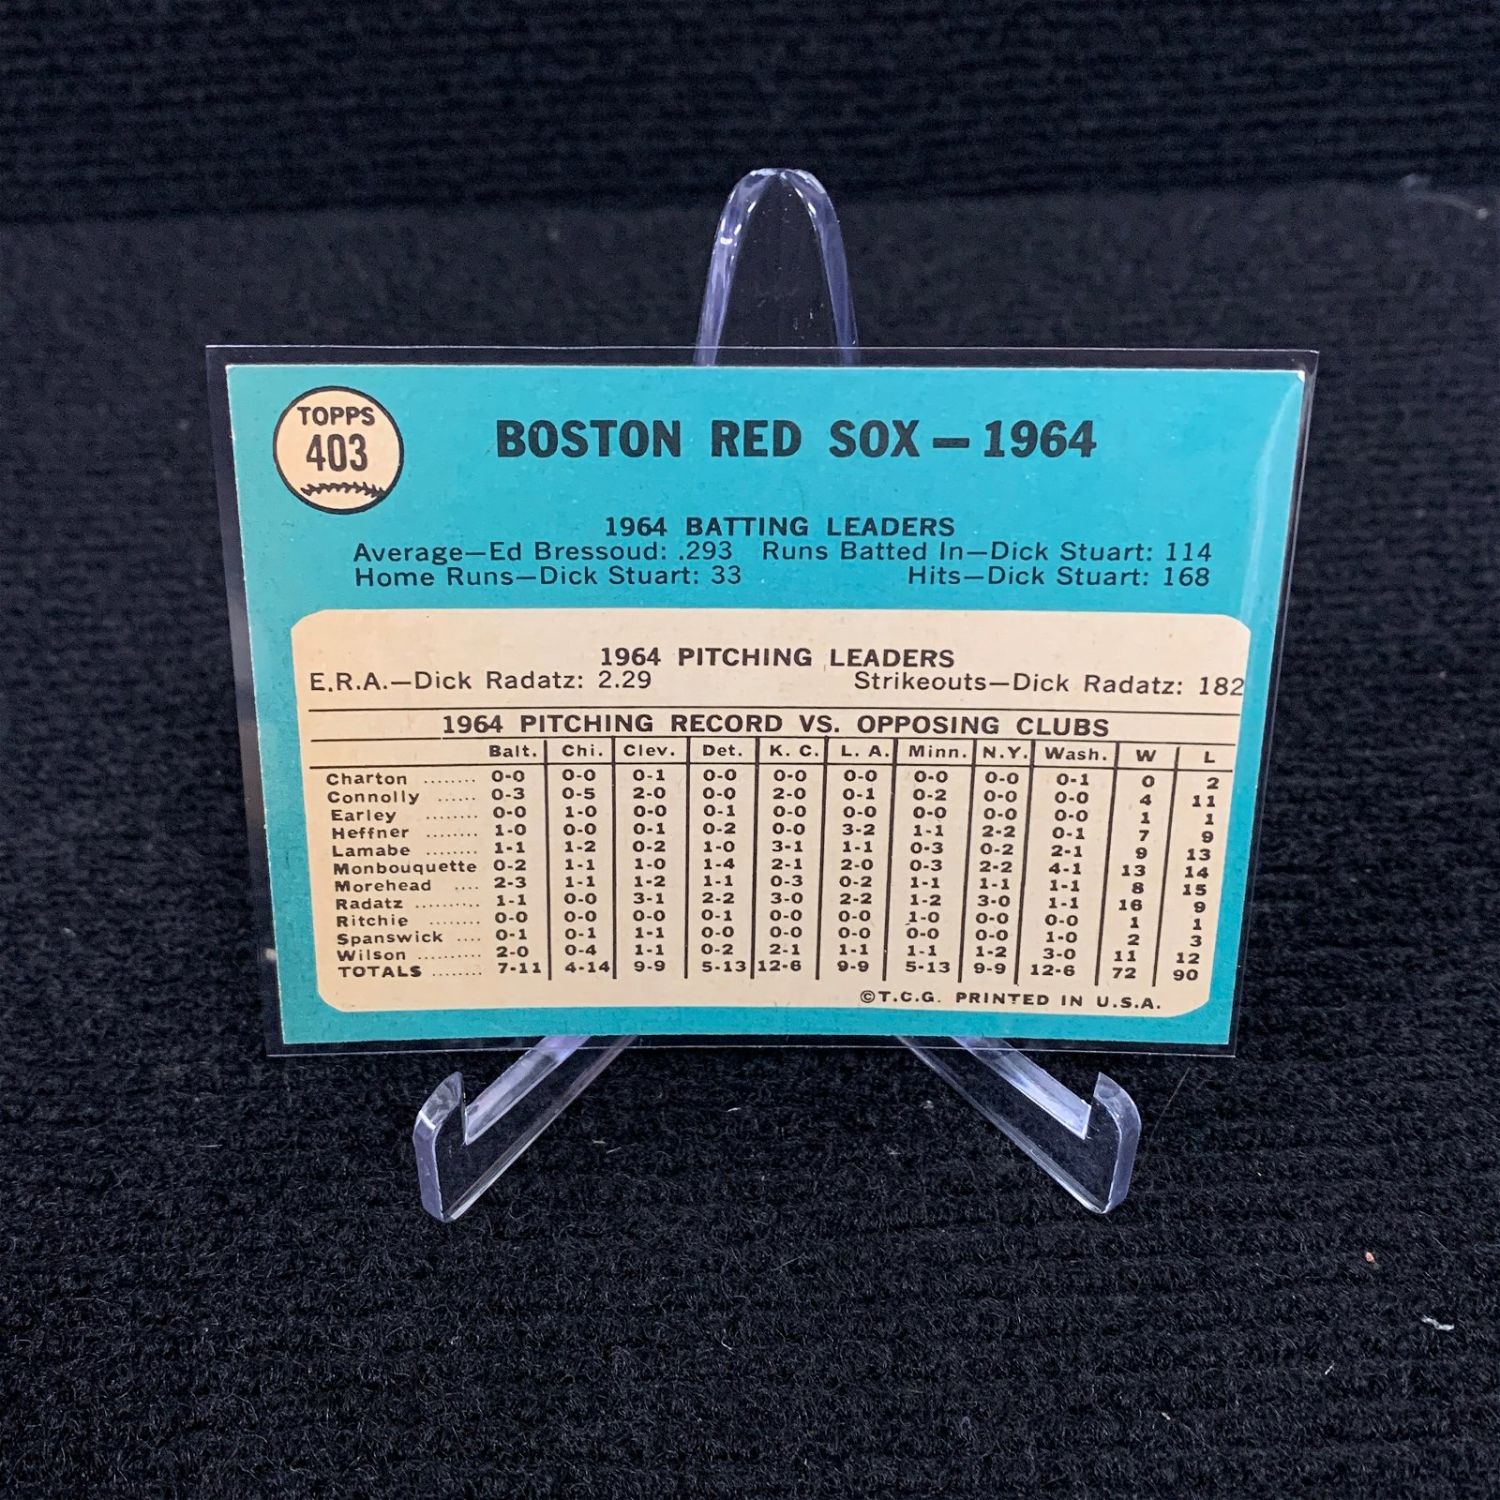 TOPPS
403
BOSTON RED SOX — 1964
1964 BATTING LEADERS
Average—Ed Bressoud: .293 Runs Batted In—Dick Stuart: 114
Home Runs—Dick Stuart: 33 Hits—Dick Stuart: 168
1964 PITCHING LEADERS
E.R.A.—Dick Radatz: 2.29 Strikeouts—Dick Radatz: 182
1964 PITCHING RECORD VS. OPPOSING CLUBS
Balt. Chi. Clev. Det. K. C. L. A. Minn. N.Y. Wash. W L
Charton ........ 0-0 0-0 0-1 0-0 0-0 0-0 0-0 0-0 0-1 0 2
Connolly ...... 0-3 0-5 2-0 0-0 2-0 0-1 0-2 0-0 0-0 4 11
Earley ........ 0-0 1-0 0-0 0-1 0-0 0-0 0-0 0-0 0-0 1 1
Heffner ........ 1-0 0-0 0-1 0-2 0-0 3-2 1-1 2-2 0-1 7 9
Lamabe ........ 1-1 1-2 0-2 1-0 3-1 1-1 0-3 0-2 2-1 9 13
Monbouquette 0-2 1-1 1-0 1-4 2-1 2-0 0-3 2-2 4-1 13 14
Morehead .... 2-3 1-1 1-2 1-1 0-3 0-2 1-1 1-1 1-1 8 15
Radatz .......... 1-1 0-0 3-1 2-2 3-0 2-2 1-2 3-0 1-1 16 9
Ritchie ........ 0-0 0-0 0-0 0-1 0-0 0-0 1-0 0-0 0-0 1 1
Spanswick .... 0-1 0-1 1-1 0-0 0-0 0-0 0-0 0-0 1-0 2 3
Wilson .......... 2-0 0-4 1-1 0-2 2-1 1-1 1-1 1-2 3-0 11 12
TOTALS ........ 7-11 4-14 9-9 5-13 12-6 9-9 5-13 9-9 12-6 72 90
©T.C.G. PRINTED IN U.S.A.